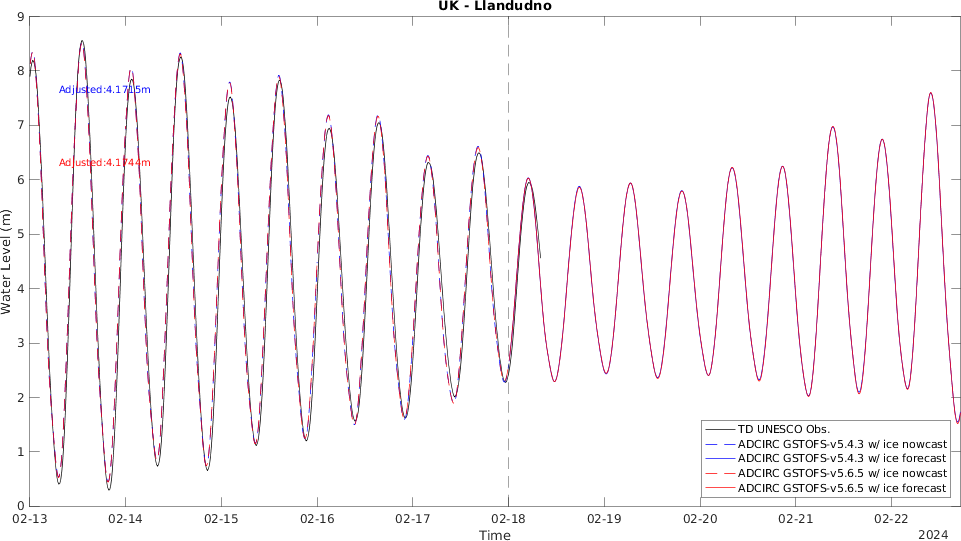 UK - Llandudno
9
8
7
6
5
4
3
2
1
0
Water Level (m)
Adjusted:4.1715m
Adjusted:4.1744m
TD UNESCO Obs.
ADCIRC GSTOFS-v5.4.3 w/ ice nowcast
ADCIRC GSTOFS-v5.4.3 w/ ice forecast
ADCIRC GSTOFS-v5.6.5 w/ ice nowcast
ADCIRC GSTOFS-v5.6.5 w/ ice forecast
02-13 02-14 02-15 02-16 02-17 02-18 02-19 02-20 02-21 02-22
Time
2024